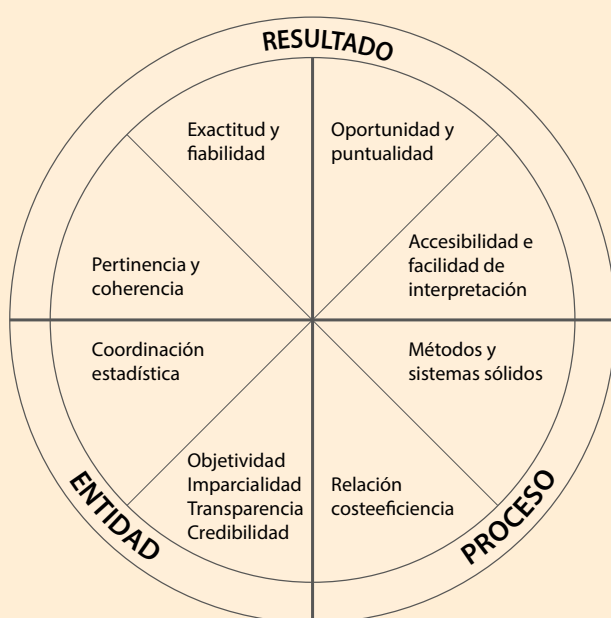 RESULTADO
Exactitud y
fiabilidad
Oportunidad y
puntualidad
Pertinencia y
coherencia
Accesibilidad e
facilidad de
interpretación
Coordinación
estadística
Métodos y
sistemas sólidos
Objetividad
Imparcialidad
Transparencia
Credibilidad
Relación
costeeficiencia
ENTIDAD
PROCESO